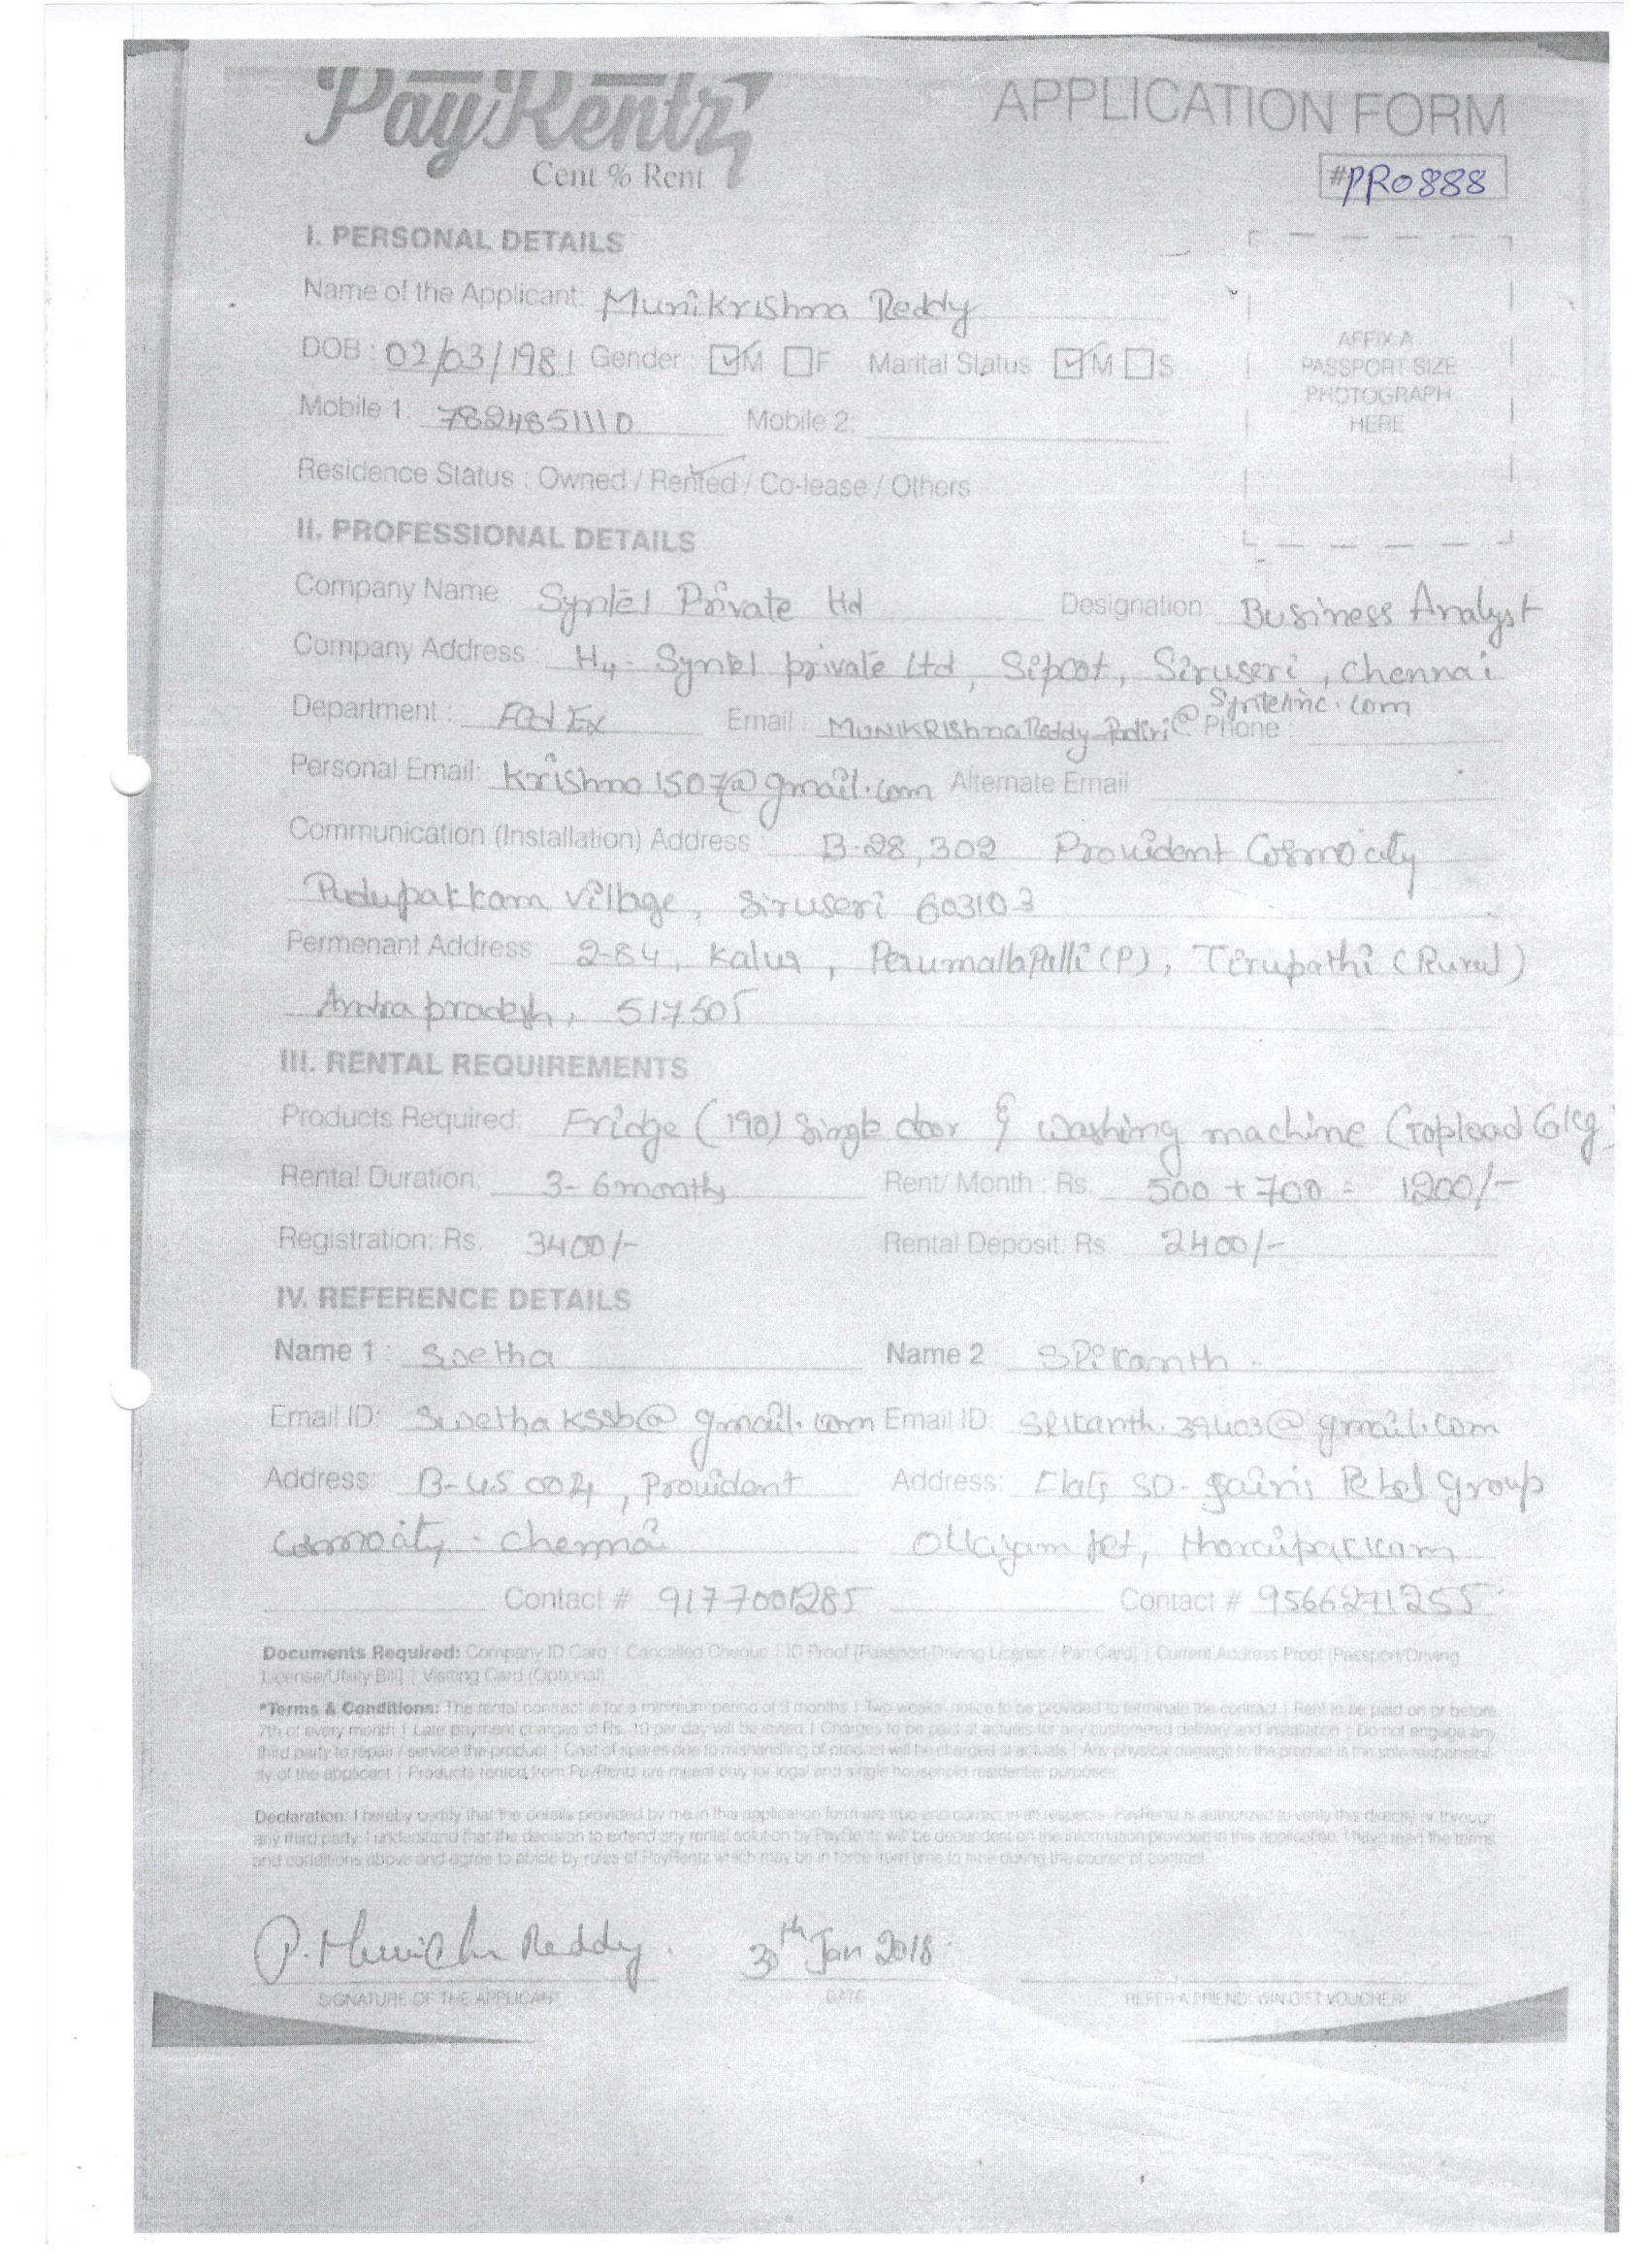 PayRentz
Cent % Rent
APPLICATION FORM
#PR0888
I. PERSONAL DETAILS
Name of the Applicant: Munikrishna Reddy
DOB : 02/03/1981 Gender : M F Marital Status M S
Mobile 1: 7824851110 Mobile 2:
AFFIX A
PASSPORT SIZE
PHOTOGRAPH
HERE
Residence Status : Owned / Rented / Co-lease / Others
II. PROFESSIONAL DETAILS
Company Name : Syntel Private Ltd Designation : Business Analyst
Company Address : H4 - Syntel private Ltd, Sipcot, Siruseri, Chennai
Department : FedEx Email : MuniKRIshnaReddy_Podiri@Syntelinc.com Phone :
Personal Email: krishna1507@gmail.com Alternate Email
Communication (Installation) Address : B-28, 302 Provident Cosmocity
Pudupakkam village, Siruseri 603103
Permenant Address 2-84, Kalur, Perumallapalli (P), Tirupathi (Rural)
Andra pradesh, 517505
III. RENTAL REQUIREMENTS
Products Required: Fridge (190) Single door & Washing machine (Topload 6kg)
Rental Duration: 3-6 months Rent/ Month : Rs. 500 + 700 = 1200/-
Registration: Rs. 3400/- Rental Deposit: Rs 2400/-
IV. REFERENCE DETAILS
Name 1 : Swetha Name 2 Srikanth
Email ID: Swethakssb@gmail.com Email ID: Srikanth.39403@gmail.com
Address: B-45 004, Provident Address: Flat, SD- Patel Group
Cosmocity - Chennai Okkiyam Thoraipakkam
Contact # 9177001285 Contact # 9566271255
Documents Required: Company ID Card | Cancelled Cheque | ID Proof [Passport/Driving License / Pan Card] | Current Address Proof [Passport/Driving
License/Utility Bill] | Visiting Card (Optional)
*Terms & Conditions: The rental contract is for a minimum period of 3 months | Two weeks notice to be provided to terminate the contract | Rent to be paid on or before
7th of every month | Late payment charges of Rs. 10 per day will be levied | Charges to be paid at actuals for any customized delivery and installation | Do not engage any
third party to repair / service the product | Cost of spares due to mishandling of product will be charged at actuals | Any physical damage to the product is the sole responsibil-
ity of the applicant | Products rented from PayRentz are meant only for legal and single household residential purposes
Declaration: I hereby certify that the details provided by me in this application form are true and correct in all respects. PayRentz is authorized to verify this directly or through
any third party. I understand that the decision to extend any rental solution by PayRentz will be dependent on the information provided in this application. I have read the terms
and conditions above and agree to abide by rules of PayRentz which may be in force from time to time during the course of contract
P. Reddy. 30th Jan 2018
SIGNATURE OF THE APPLICANT DATE REFER A FRIEND! WIN GIFT VOUCHER!